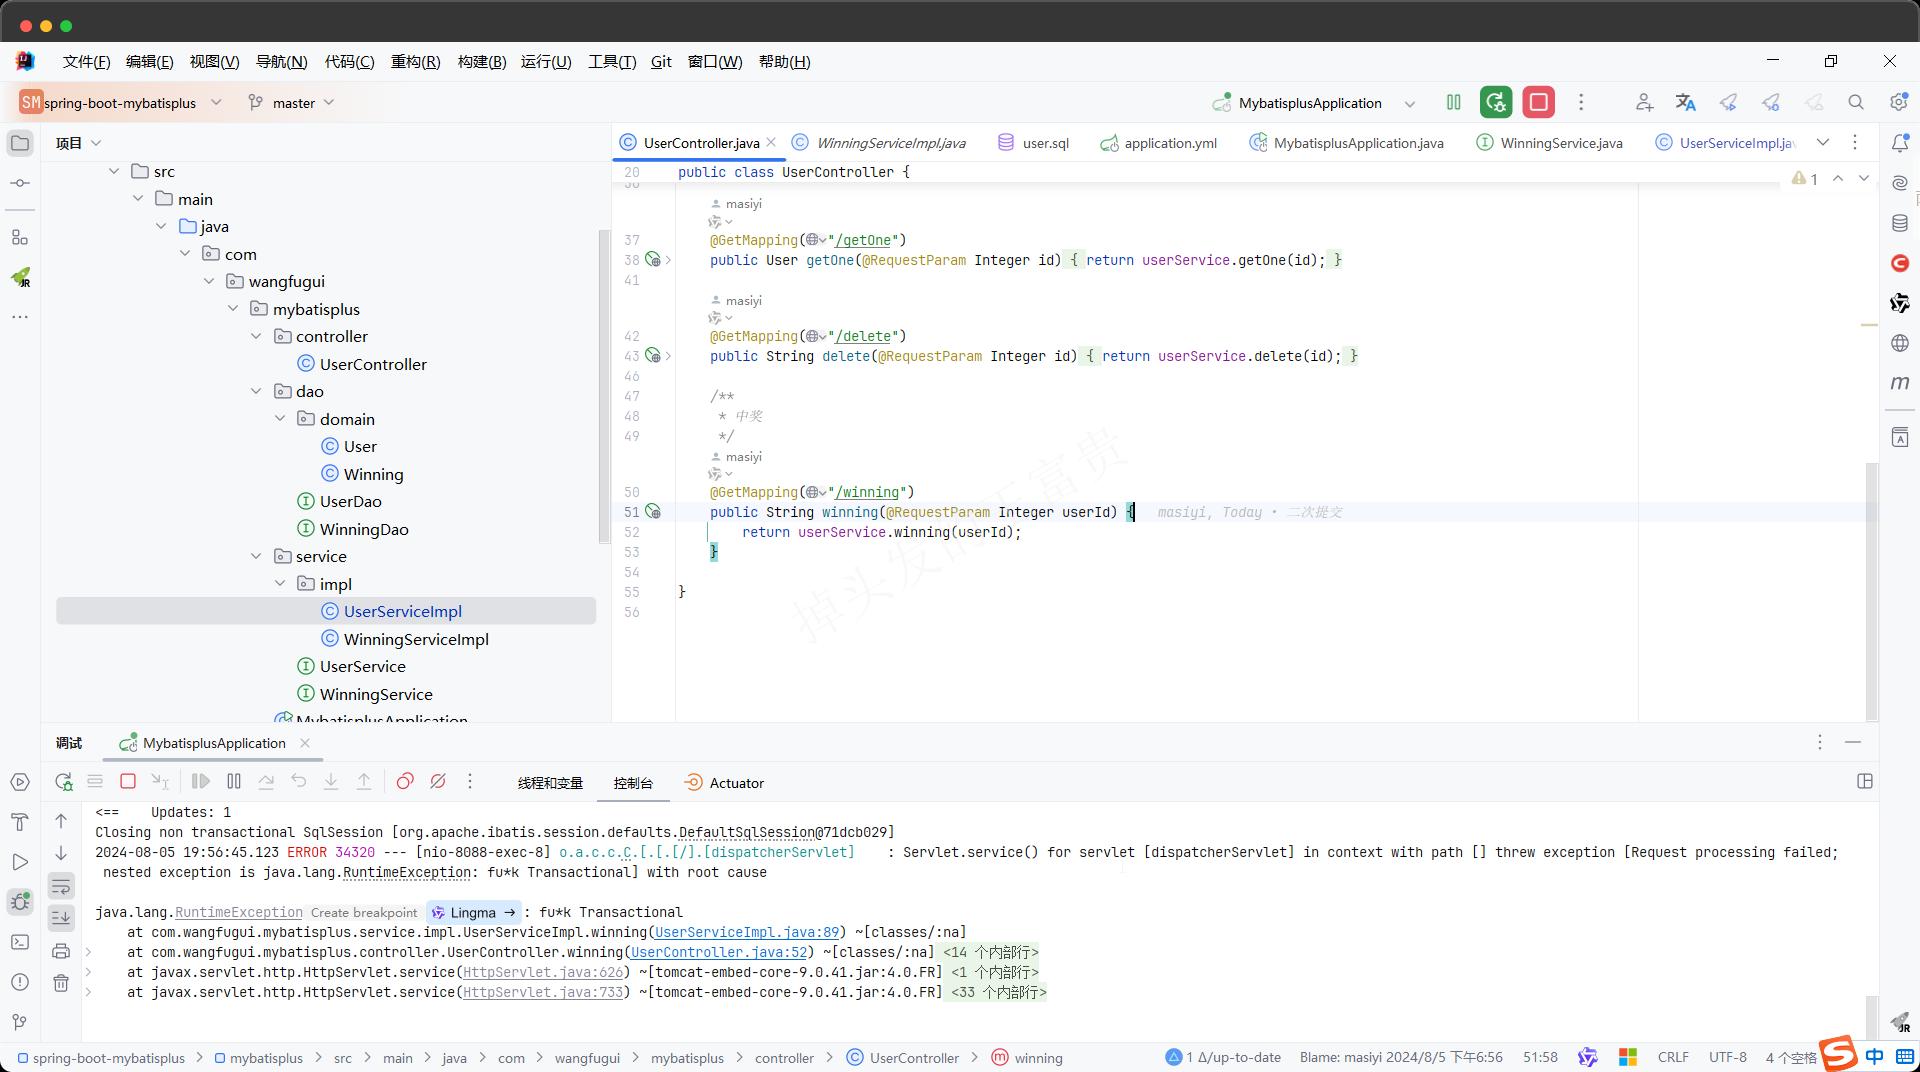 文件(F) 编辑(E) 视图(V) 导航(N) 代码(C) 重构(R) 构建(B) 运行(U) 工具(T) Git 窗口(W) 帮助(H)
SM spring-boot-mybatisplus master MybatisplusApplication
项目
UserController.java WinningServiceImpl.java user.sql application.yml MybatisplusApplication.java WinningService.java UserServiceImpl.ja
src
main
java
com
wangfugui
mybatisplus
controller
UserController
dao
domain
User
Winning
UserDao
WinningDao
service
impl
UserServiceImpl
WinningServiceImpl
UserService
WinningService
MybatisplusApplication
20 public class UserController {
1
36
masiyi
37 @GetMapping("/getOne")
38 public User getOne(@RequestParam Integer id) { return userService.getOne(id); }
41
masiyi
42 @GetMapping("/delete")
43 public String delete(@RequestParam Integer id) { return userService.delete(id); }
46
47 /**
48 * 中奖
49 */
masiyi
50 @GetMapping("/winning")
51 public String winning(@RequestParam Integer userId) { masiyi, Today · 二次提交
52 return userService.winning(userId);
53 }
54
55 }
56
调试 MybatisplusApplication
线程和变量 控制台 Actuator
<==    Updates: 1
Closing non transactional SqlSession [org.apache.ibatis.session.defaults.DefaultSqlSession@71dcb029]
2024-08-05 19:56:45.123 ERROR 34320 --- [nio-8088-exec-8] o.a.c.c.C.[.[.[/].[dispatcherServlet]    : Servlet.service() for servlet [dispatcherServlet] in context with path [] threw exception [Request processing failed;
nested exception is java.lang.RuntimeException: fu*k Transactional] with root cause
java.lang.RuntimeException Create breakpoint Lingma → : fu*k Transactional
at com.wangfugui.mybatisplus.service.impl.UserServiceImpl.winning(UserServiceImpl.java:89) ~[classes/:na]
at com.wangfugui.mybatisplus.controller.UserController.winning(UserController.java:52) ~[classes/:na] <14 个内部行>
at javax.servlet.http.HttpServlet.service(HttpServlet.java:626) ~[tomcat-embed-core-9.0.41.jar:4.0.FR] <1 个内部行>
at javax.servlet.http.HttpServlet.service(HttpServlet.java:733) ~[tomcat-embed-core-9.0.41.jar:4.0.FR] <33 个内部行>
spring-boot-mybatisplus > mybatisplus > src > main > java > com > wangfugui > mybatisplus > controller > UserController > winning
1 Δ/up-to-date Blame: masiyi 2024/8/5 下午6:56 51:58 CRLF UTF-8 4 个空格 中